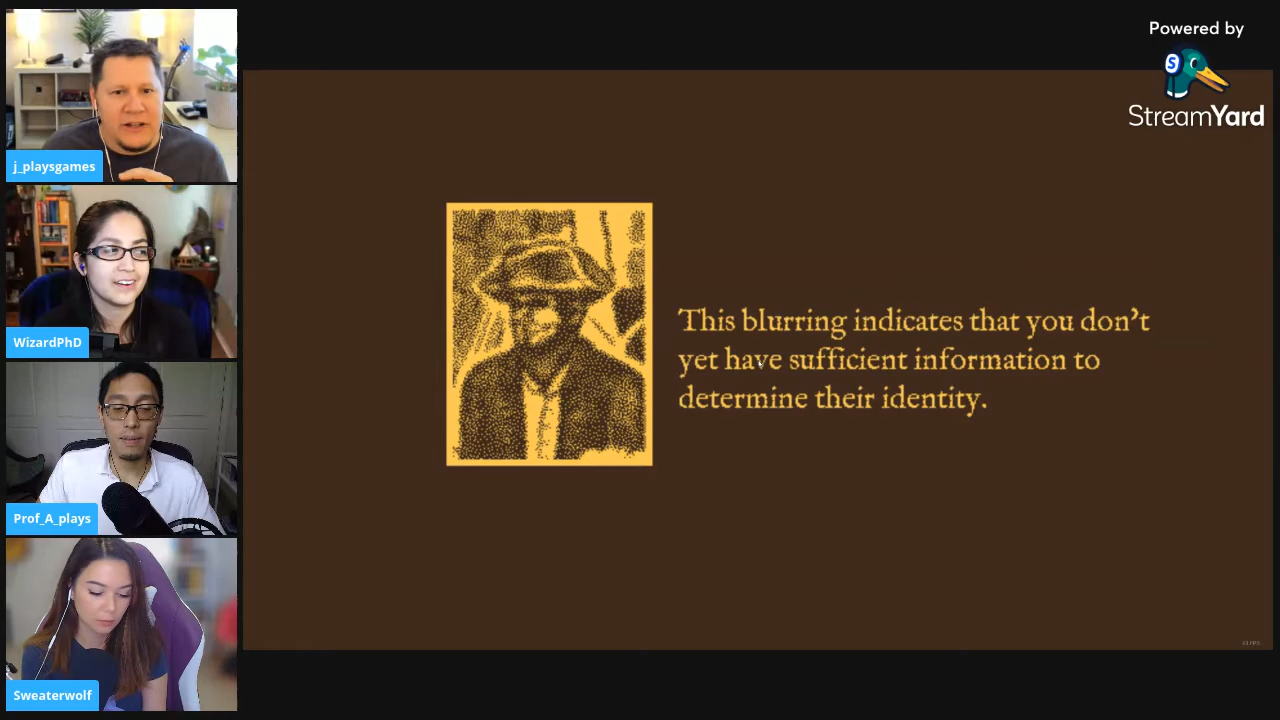 j_playsgames
WizardPhD
Prof_A_plays
Sweaterwolf
Powered by
S
StreamYard
This blurring indicates that you don't
yet have sufficient information to
determine their identity.